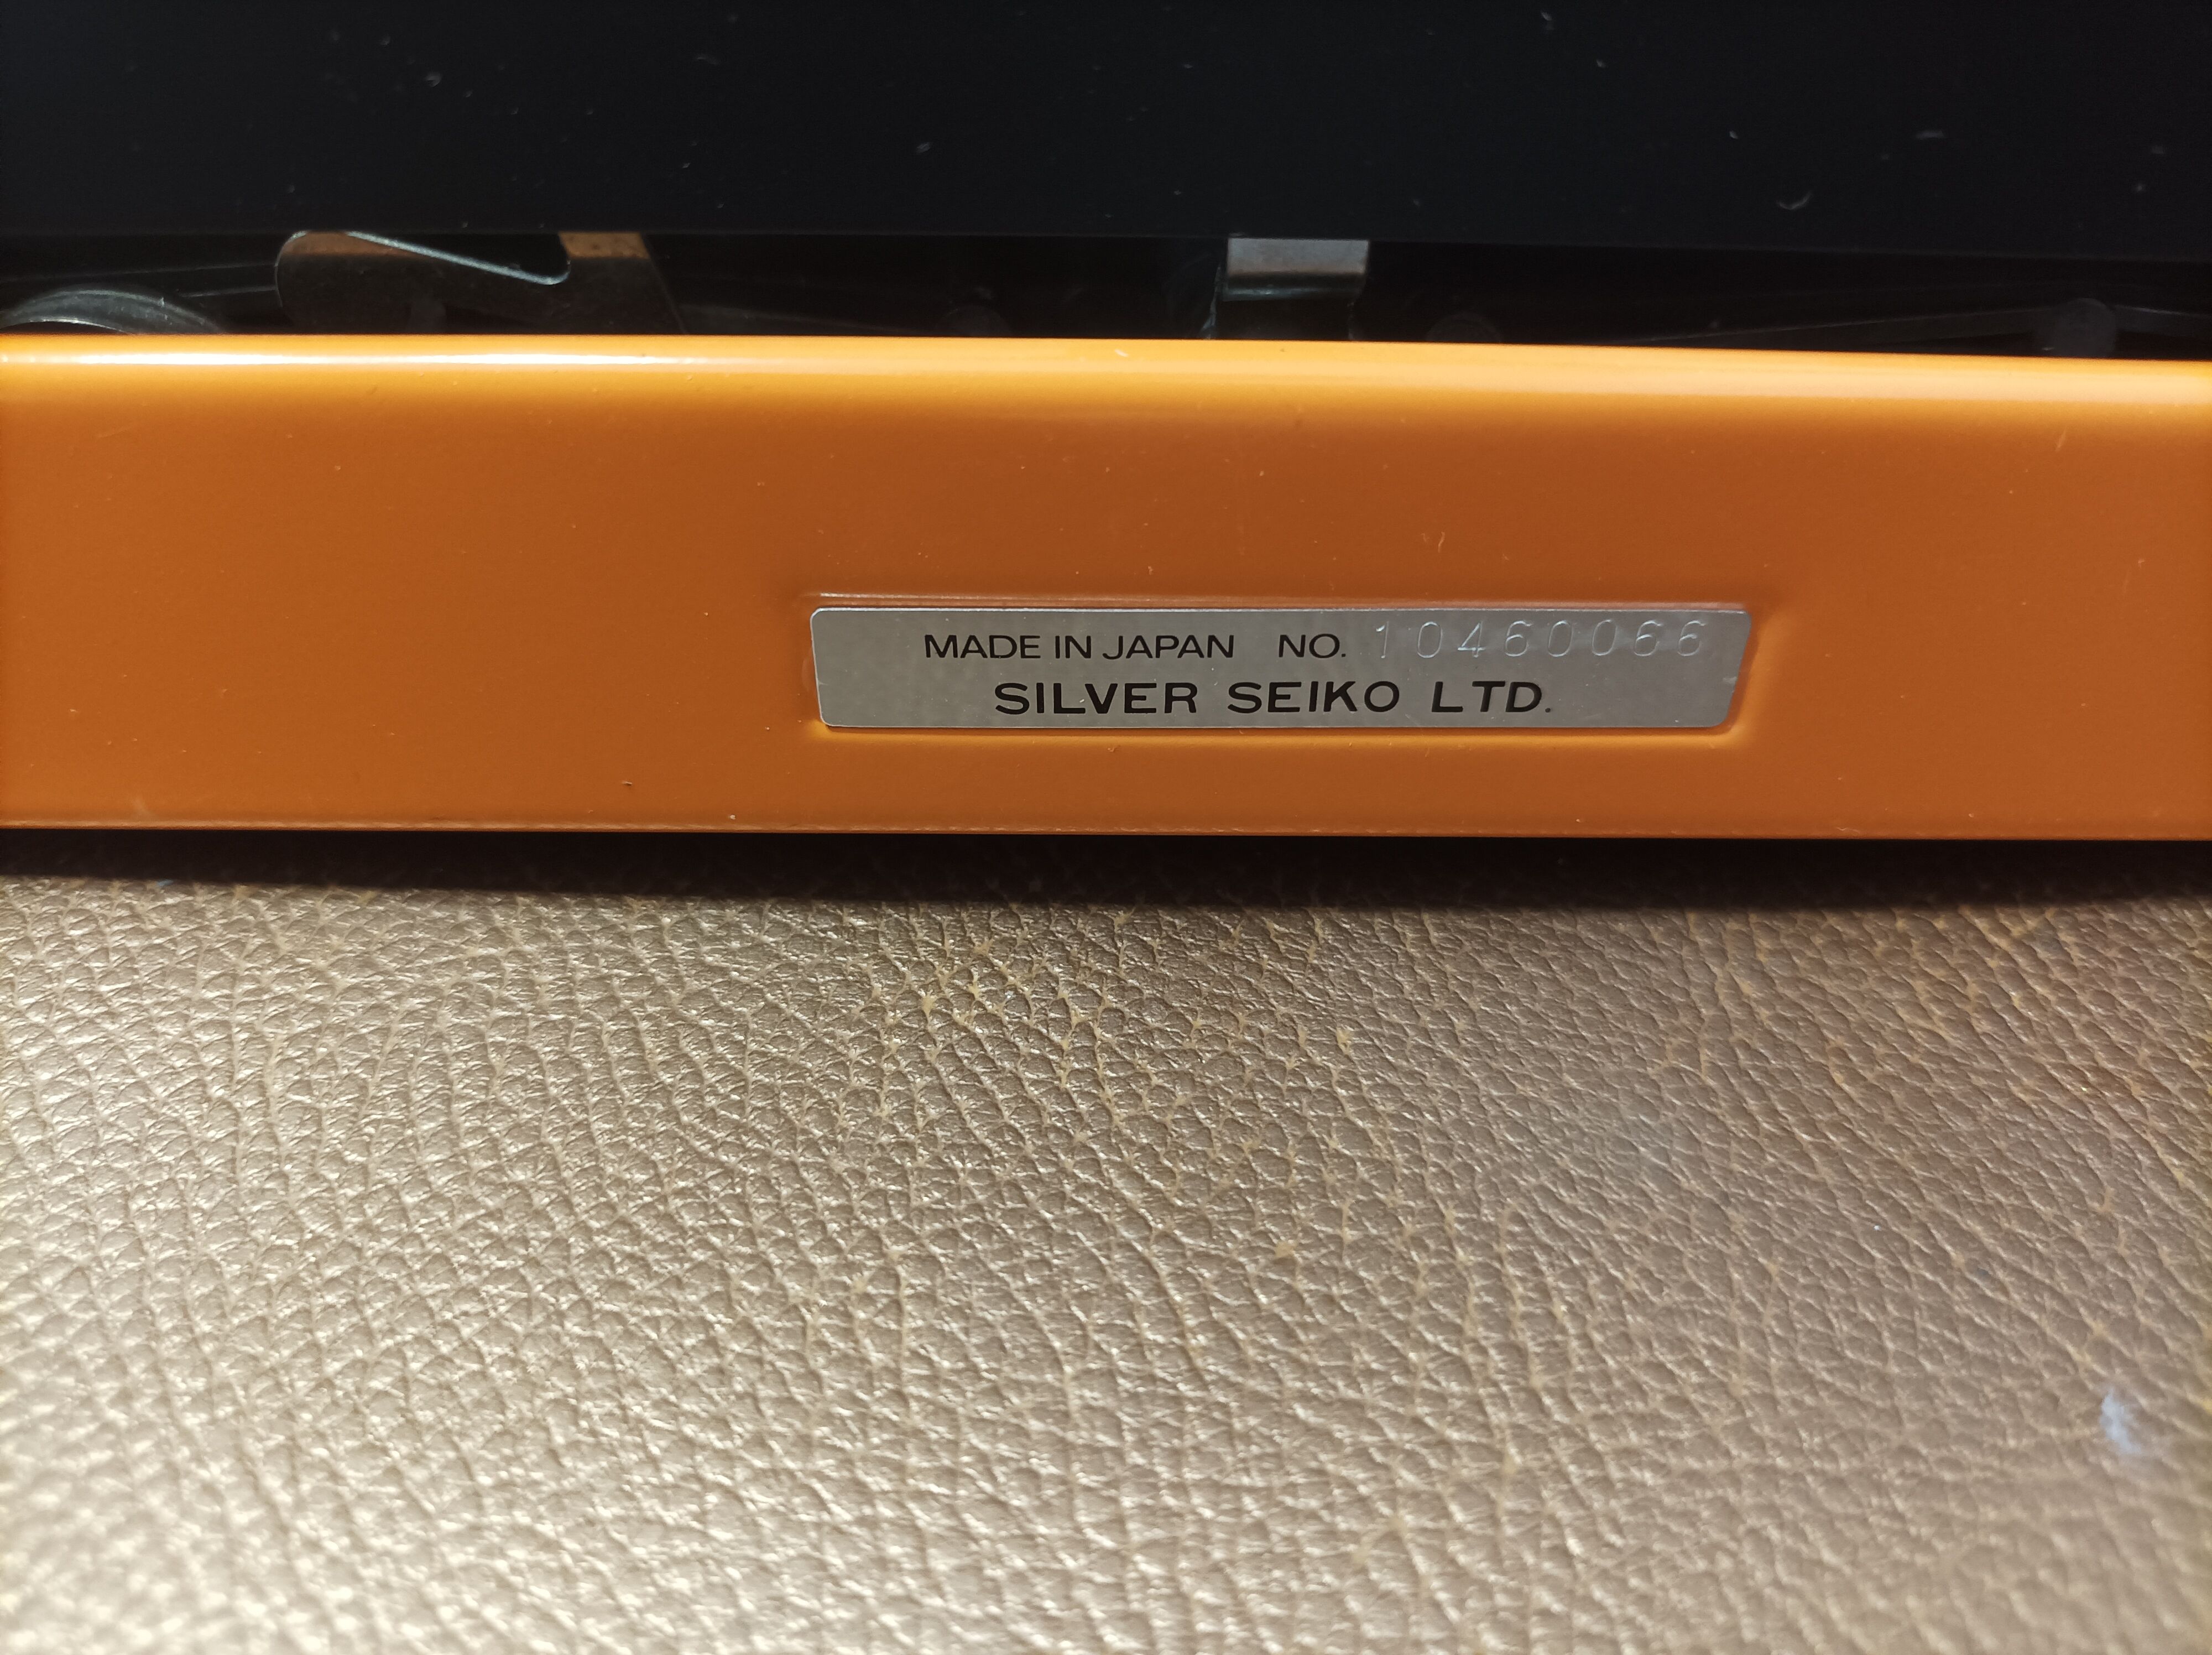 MADE IN JAPAN NO. 10460066
SILVER SEIKO LTD.